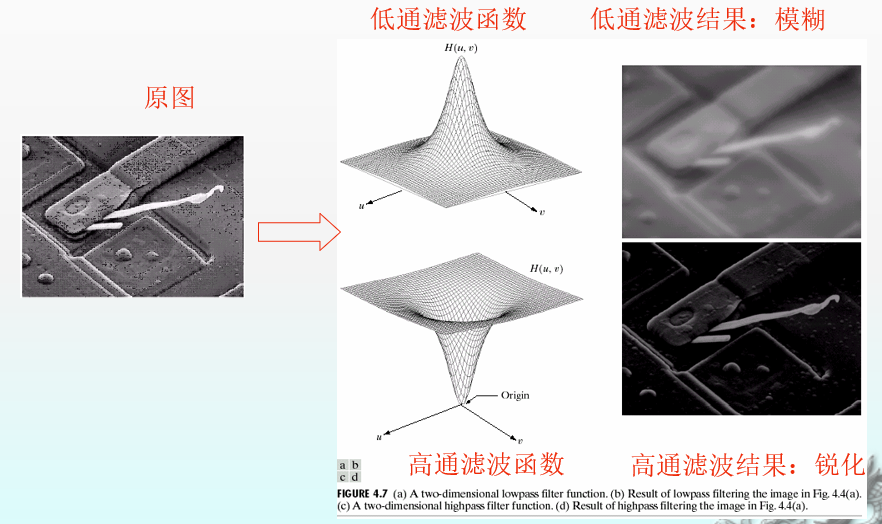 低通滤波函数
低通滤波结果：模糊
原图
H(u, v)
u
v
H(u, v)
Origin
u
v
高通滤波函数
高通滤波结果：锐化
a b
c d
FIGURE 4.7 (a) A two-dimensional lowpass filter function. (b) Result of lowpass filtering the image in Fig. 4.4(a).
(c) A two-dimensional highpass filter function. (d) Result of highpass filtering the image in Fig. 4.4(a).